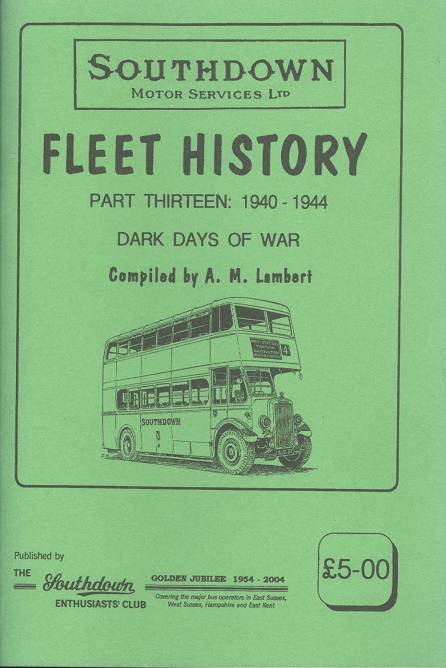 SOUTHDOWN
MOTOR SERVICES LTD
FLEET HISTORY
PART THIRTEEN: 1940 - 1944
DARK DAYS OF WAR
Compiled by A. M. Lambert
4
SOUTHDOWN
Published by
THE Southdown
ENTHUSIASTS' CLUB
GOLDEN JUBILEE 1954 - 2004
Covering the major bus operators in East Sussex,
West Sussex, Hampshire and East Kent
£5-00